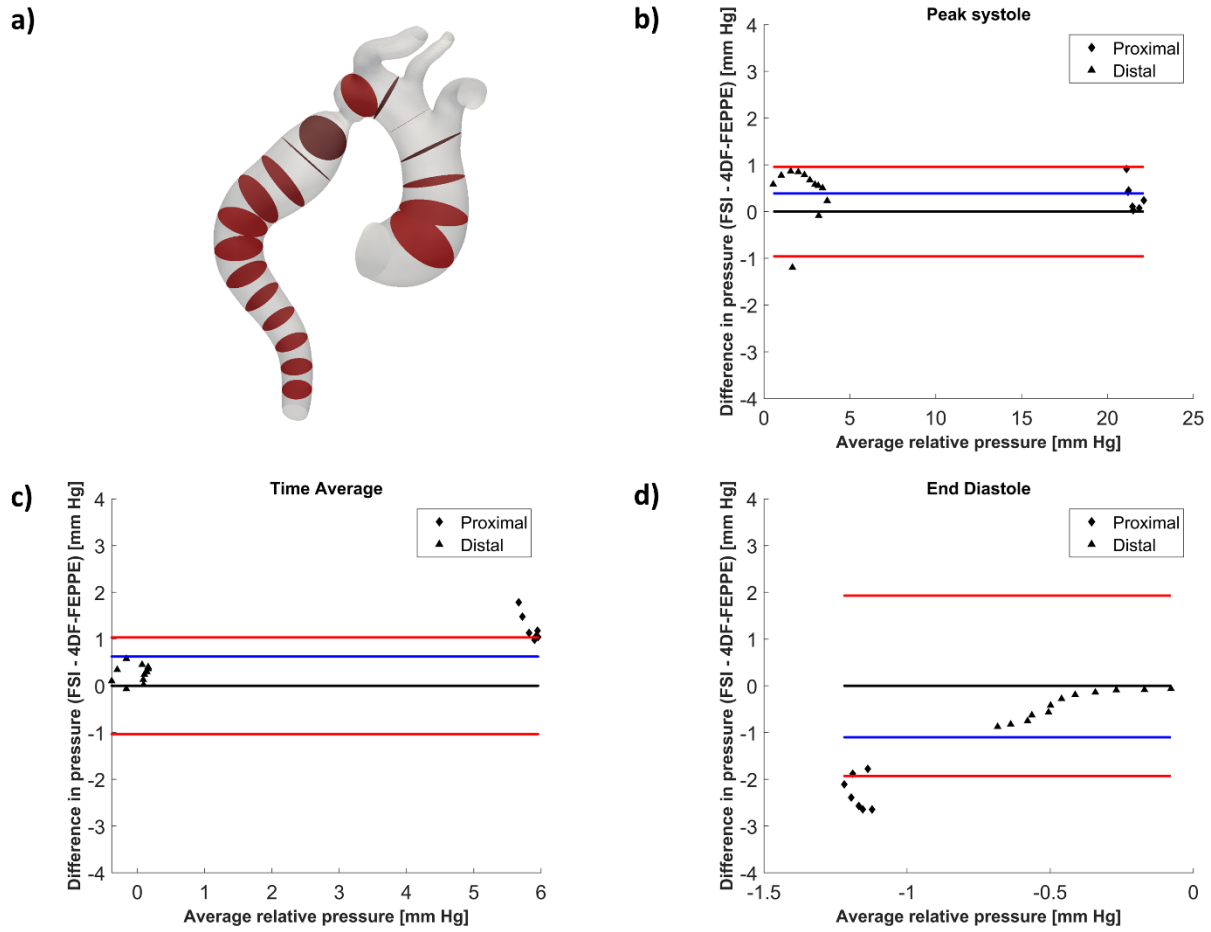 a)
b)
Peak systole
Difference in pressure (FSI - 4DF-FEPPE) [mm Hg]
4
3
2
1
0
-1
-2
-3
-4
Proximal
Distal
0
5
10
15
20
25
Average relative pressure [mm Hg]
c)
Time Average
Difference in pressure (FSI - 4DF-FEPPE) [mm Hg]
4
3
2
1
0
-1
-2
-3
-4
Proximal
Distal
0
1
2
3
4
5
6
Average relative pressure [mm Hg]
d)
End Diastole
Difference in pressure (FSI - 4DF-FEPPE) [mm Hg]
4
3
2
1
0
-1
-2
-3
-4
Proximal
Distal
-1.5
-1
-0.5
0
Average relative pressure [mm Hg]